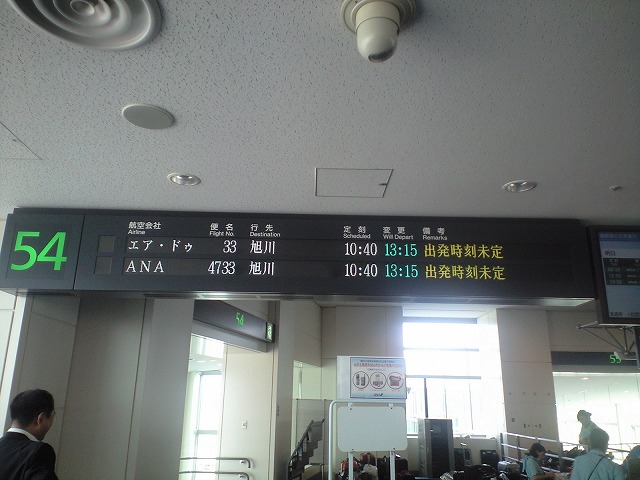 54
航空会社 便名 行先 定刻 変更 備考
Airline Flight No. Destination Scheduled Will Depart Remarks
エア・ドゥ 33 旭川 10:40 13:15 出発時刻未定
ANA 4733 旭川 10:40 13:15 出発時刻未定
54
53